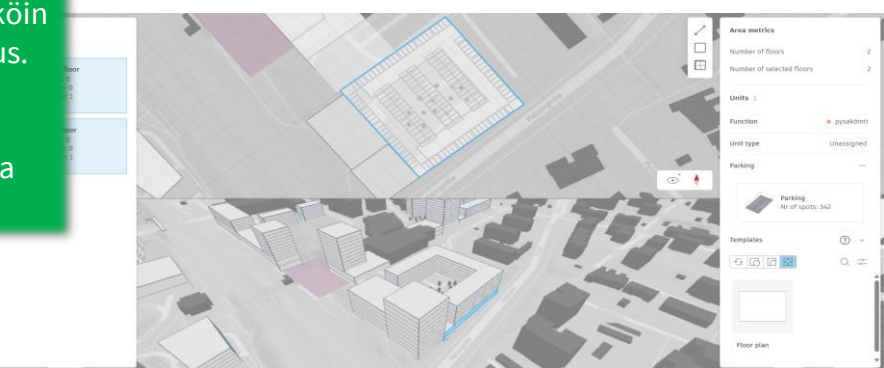 köin
us.
a
floor
0
0
r 1
floor
0
0
r 1
Area metrics
Number of floors 2
Number of selected floors 2
Units 1
Function pysäköinti
Unit type Unassigned
Parking
Parking
Nr of spots: 342
Templates
Floor plan